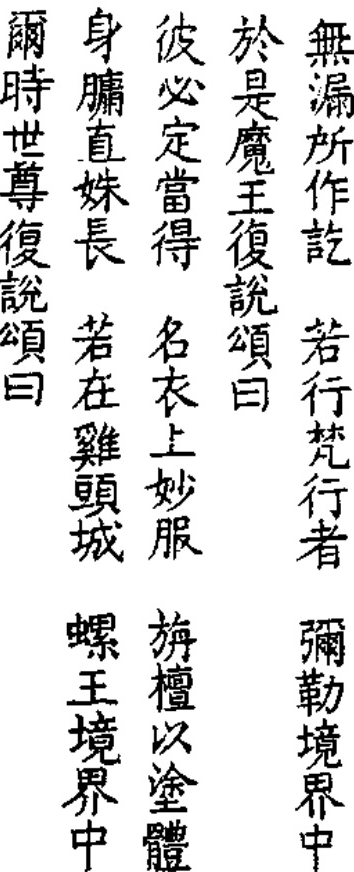 無漏所作訖　若行梵行者　彌勒境界中
於是魔王復說頌曰
彼必定當得　名衣上妙服　旃檀以塗體
身牅直姝長　若在雞頭城　螺王境界中
爾時世尊復說頌曰